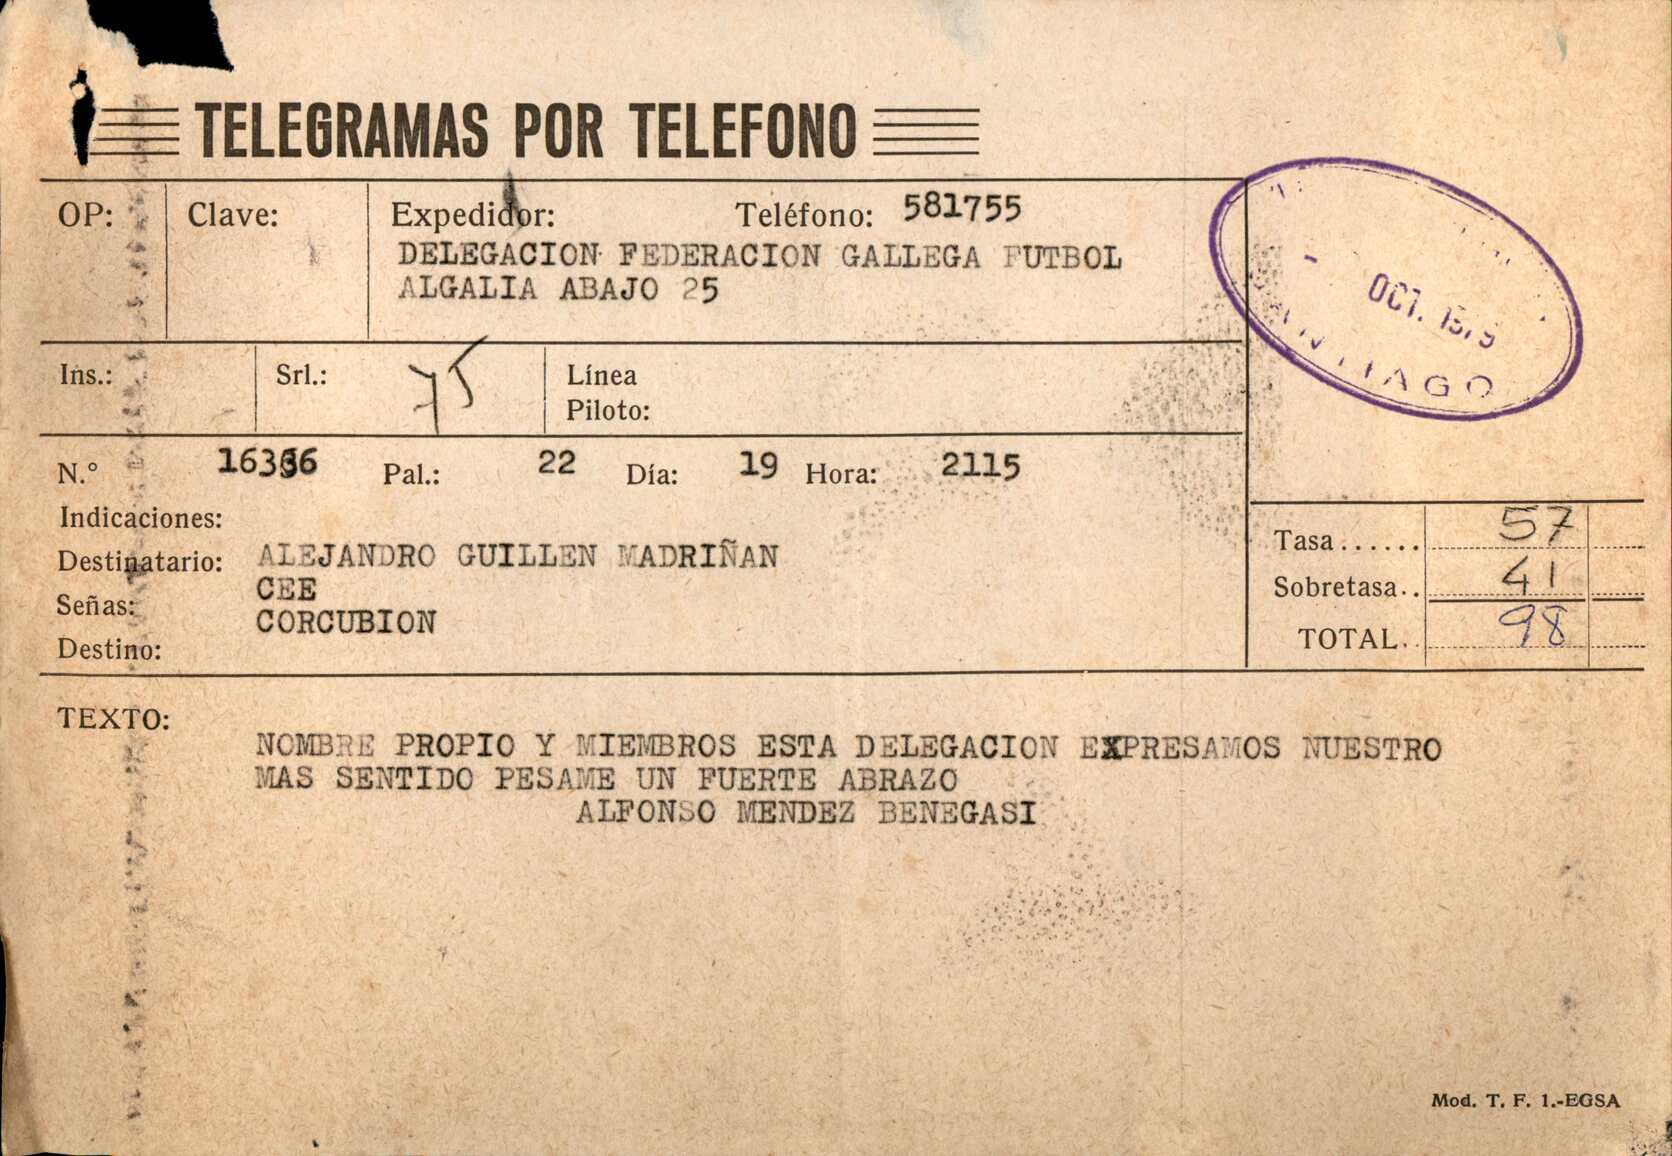 TELEGRAMAS POR TELEFONO
OP: Clave: Expedidor: Teléfono: 581755
DELEGACION FEDERACION GALLEGA FUTBOL
ALGALIA ABAJO 25
OCT. 1979
SANTIAGO
Ins.: Srl.: 75 Línea
Piloto:
N.° Pal.: 22 Día: 19 Hora: 2115
Indicaciones:
Destinatario: ALEJANDRO GUILLEN MADRIÑAN
Señas: CEE
Destino: CORCUBION
Tasa...... 57
Sobretasa.. 41
TOTAL.. 98
TEXTO:
NOMBRE PROPIO Y MIEMBROS ESTA DELEGACION EXPRESAMOS NUESTRO
MAS SENTIDO PESAME UN FUERTE ABRAZO
ALFONSO MENDEZ BENEGASI
Mod. T. F. 1.-EGSA